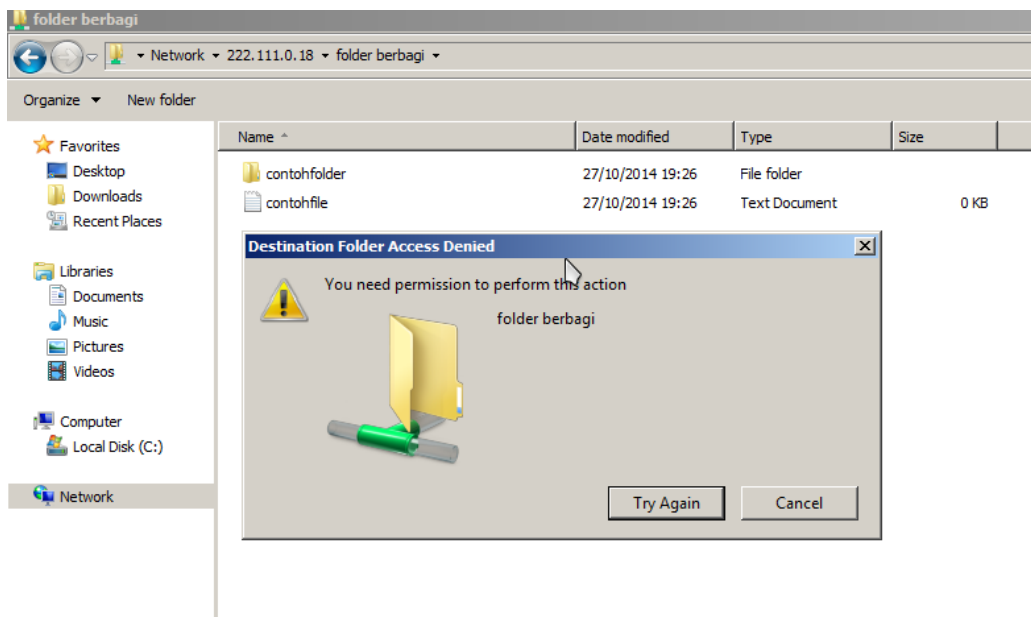 folder berbagi
Network 222.111.0.18 folder berbagi
Organize New folder
Name Date modified Type Size
Favorites
Desktop
Downloads
Recent Places
Libraries
Documents
Music
Pictures
Videos
Computer
Local Disk (C:)
Network
contohfolder 27/10/2014 19:26 File folder
contohfile 27/10/2014 19:26 Text Document 0 KB
Destination Folder Access Denied
You need permission to perform this action
folder berbagi
Try Again Cancel